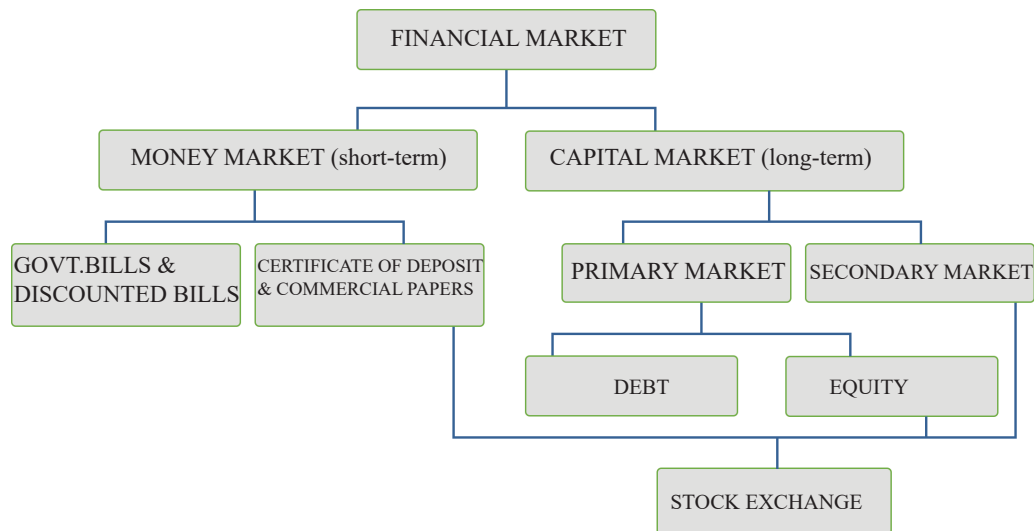 FINANCIAL MARKET
MONEY MARKET (short-term)
CAPITAL MARKET (long-term)
GOVT.BILLS &
DISCOUNTED BILLS
CERTIFICATE OF DEPOSIT
& COMMERCIAL PAPERS
PRIMARY MARKET
SECONDARY MARKET
DEBT
EQUITY
STOCK EXCHANGE